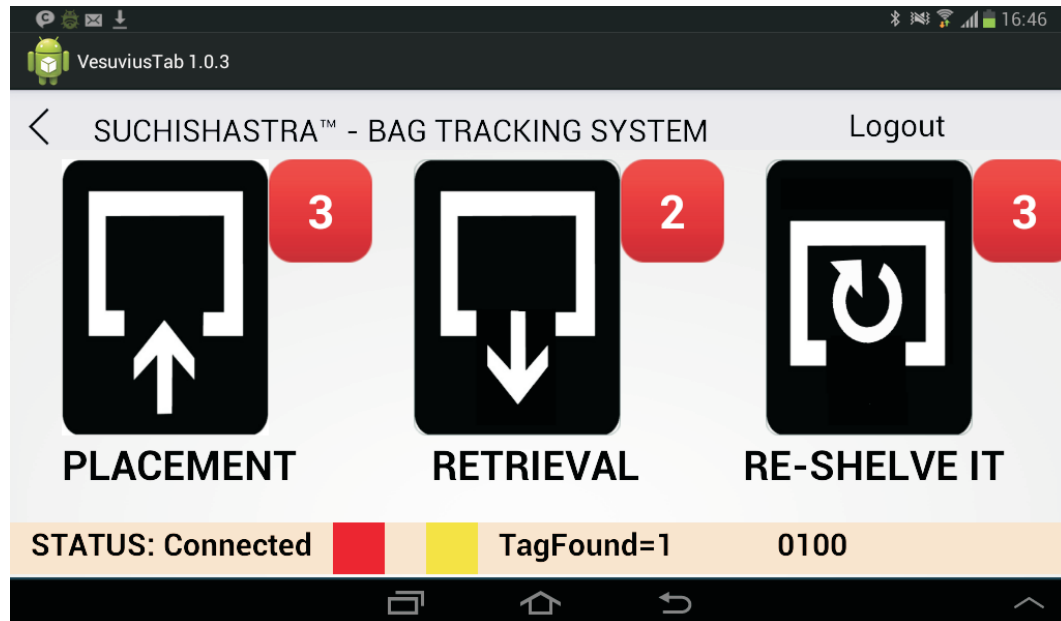 16:46
VesuviusTab 1.0.3
SUCHISHASTRA™ - BAG TRACKING SYSTEM Logout
3 2 3
PLACEMENT RETRIEVAL RE-SHELVE IT
STATUS: Connected TagFound=1 0100